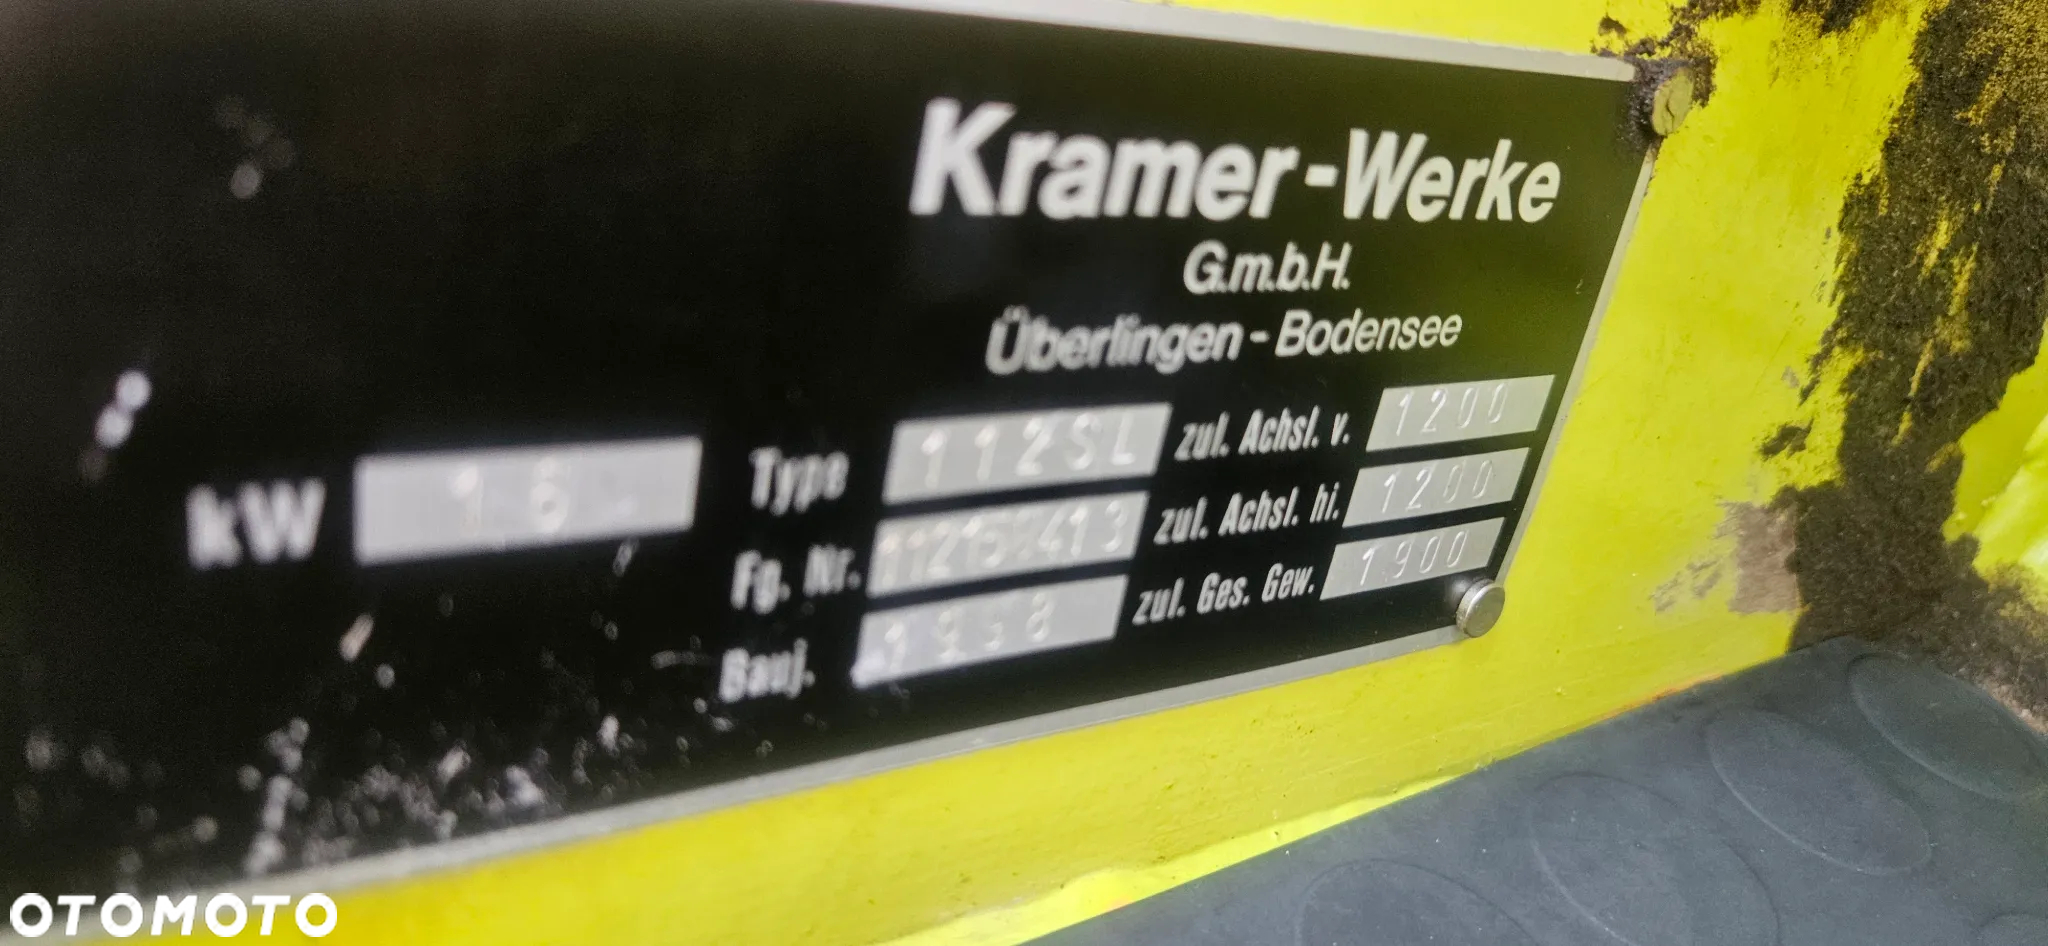 Kramer-Werke
G.m.b.H.
Überlingen - Bodensee
kW 16 Type 112SL zul. Achsl. v. 1200
Fg. Nr. zul. Achsl. hi. 1200
Bauj. zul. Ges. Gew. 1900
OTOMOTO